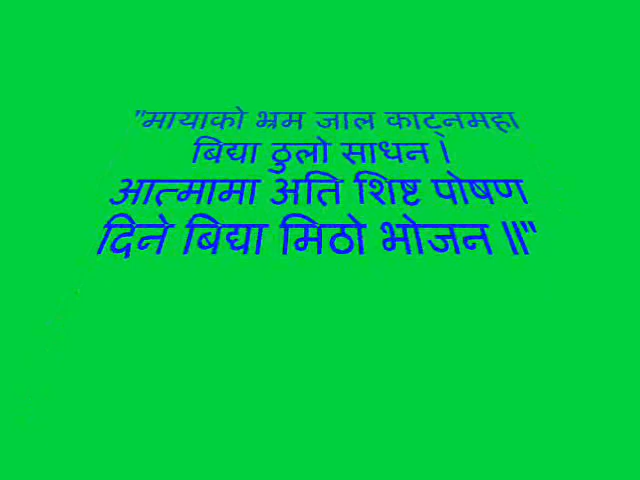 "मायाको भ्रम जाल काट्नमहा
बिद्या ठुलो साधन ।
आत्मामा अति शिष्ट पोषण
दिने बिद्या मिठो भोजन ॥"